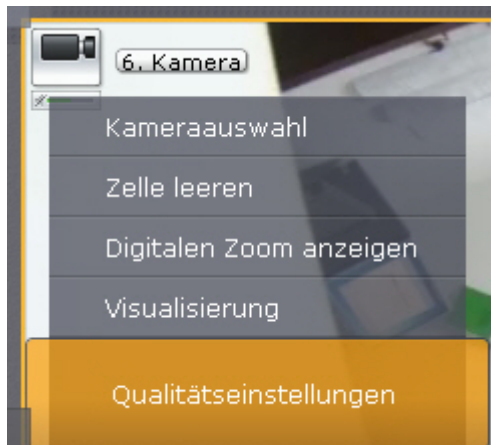 6. Kamera
Kameraauswahl
Zelle leeren
Digitalen Zoom anzeigen
Visualisierung
Qualitätseinstellungen